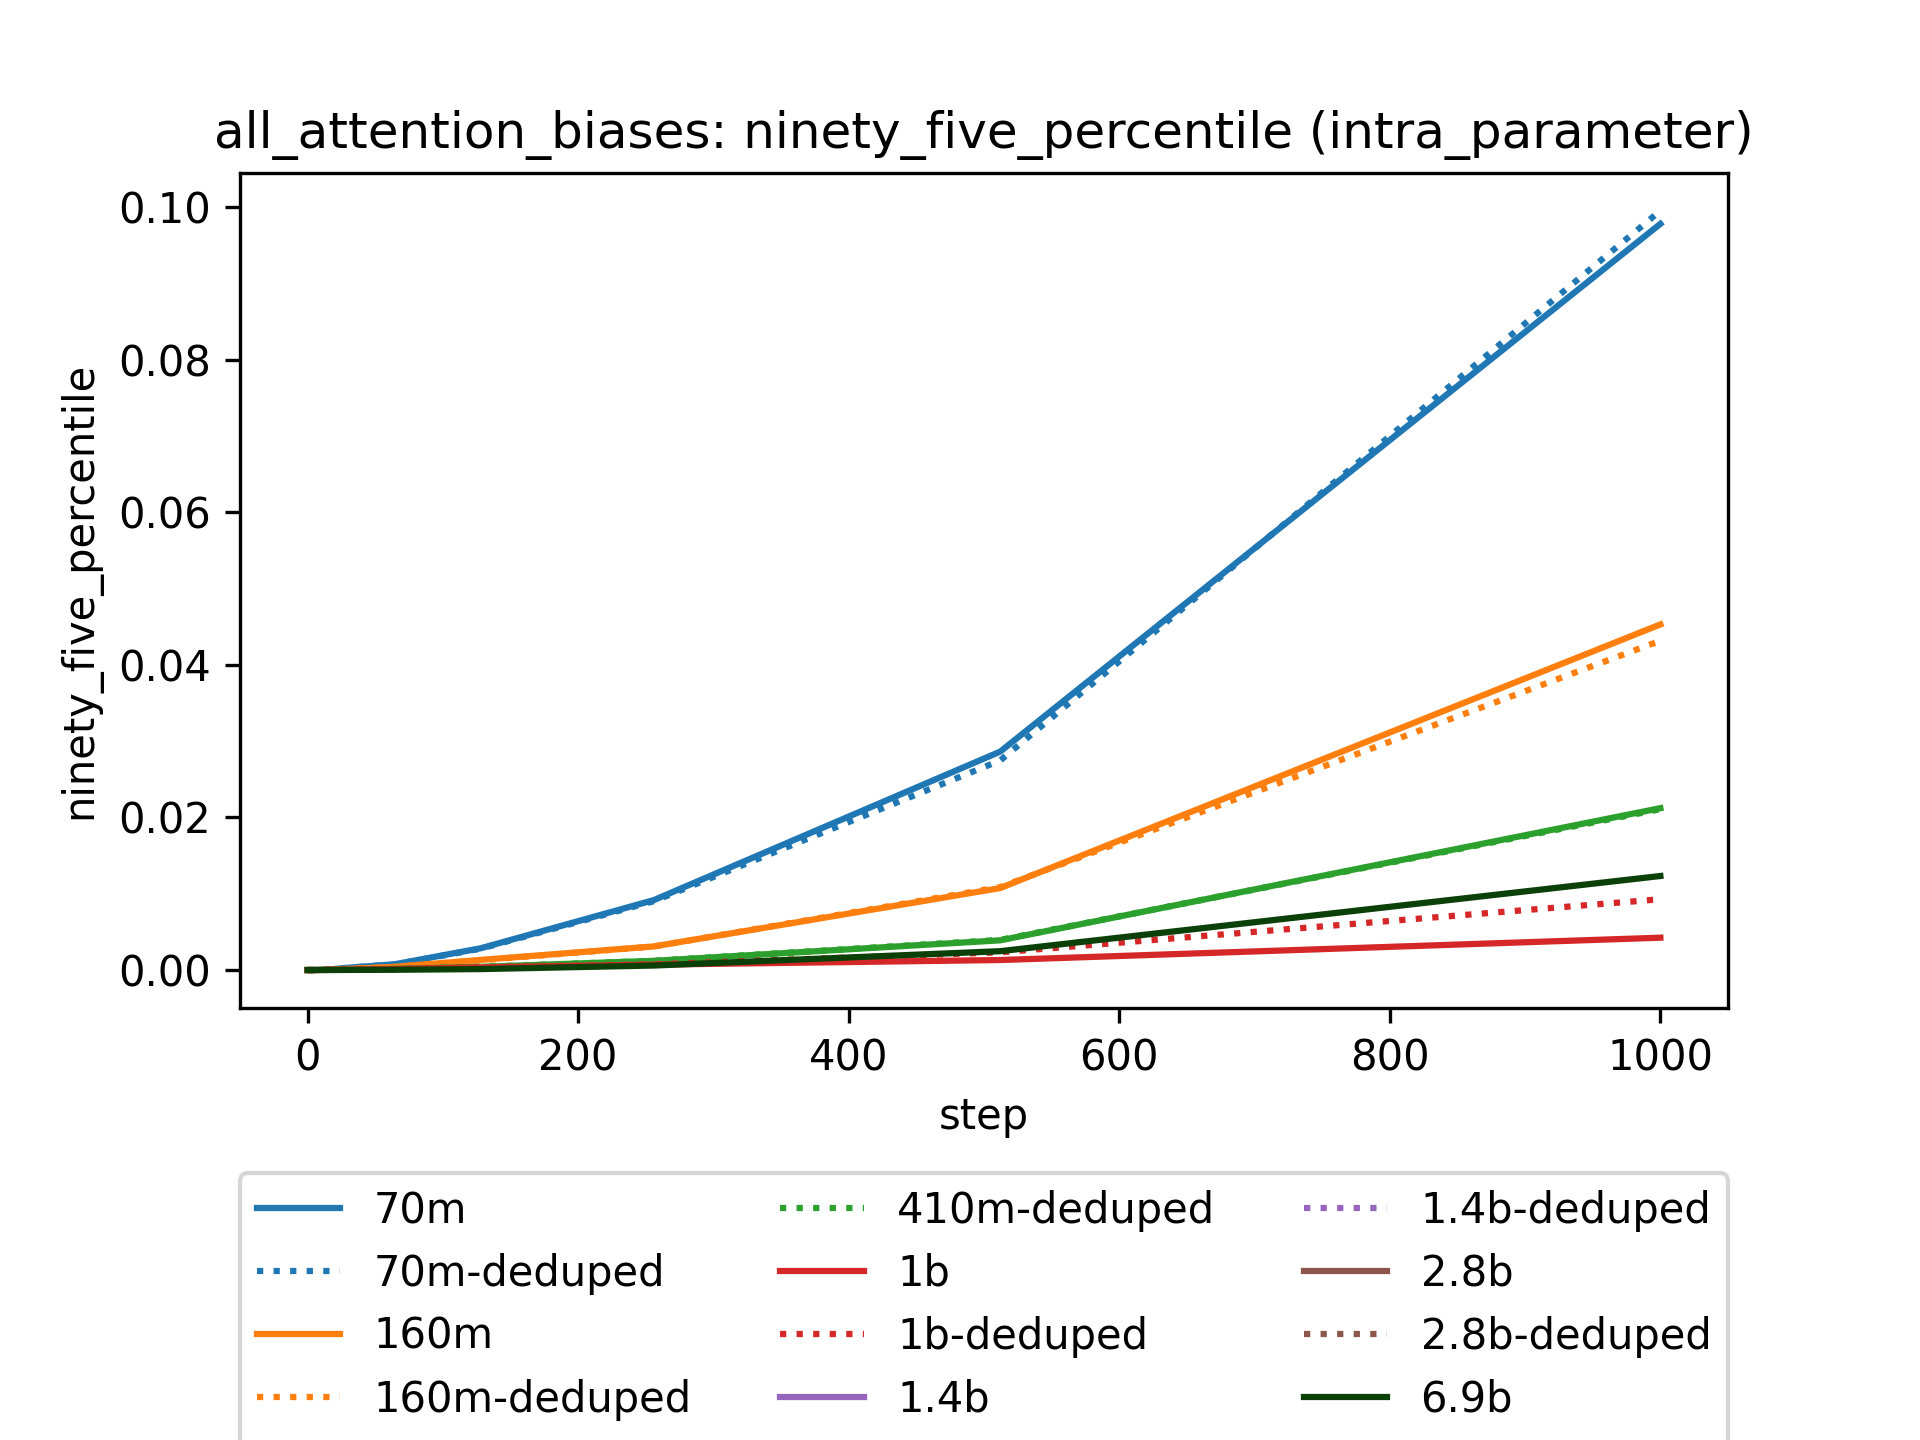 all_attention_biases: ninety_five_percentile (intra_parameter)
ninety_five_percentile
0.10
0.08
0.06
0.04
0.02
0.00
0 200 400 600 800 1000
step
70m 410m-deduped 1.4b-deduped
70m-deduped 1b 2.8b
160m 1b-deduped 2.8b-deduped
160m-deduped 1.4b 6.9b